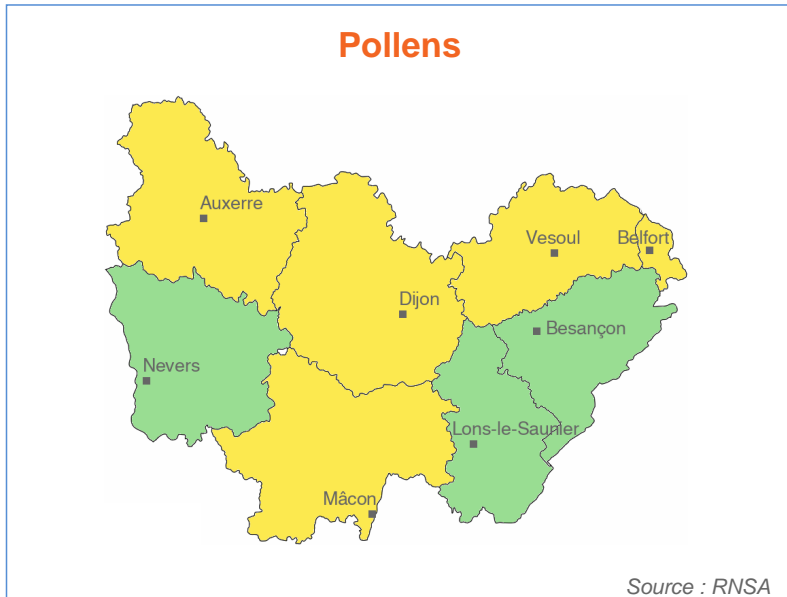 Pollens
Auxerre
Vesoul
Belfort
Dijon
Besançon
Nevers
Lons-le-Saunier
Mâcon
Source : RNSA